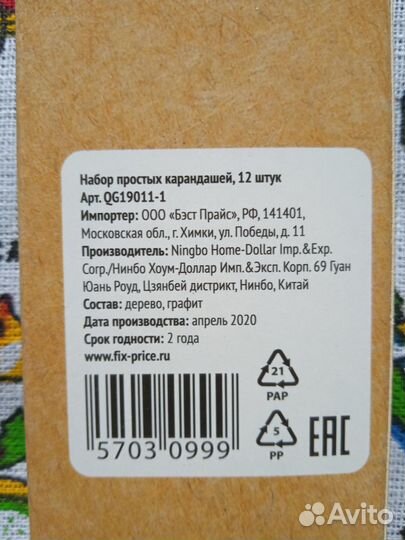 Набор простых карандашей, 12 штук
Арт. QG19011-1
Импортер: ООО «Бэст Прайс», РФ, 141401,
Московская обл., г. Химки, ул. Победы, д. 11
Производитель: Ningbo Home-Dollar Imp.&Exp.
Corp./Нинбо Хоум-Доллар Имп.&Эксп. Корп. 69 Гуан
Юань Роуд, Цзянбей дистрикт, Нинбо, Китай
Состав: дерево, графит
Дата производства: апрель 2020
Срок годности: 2 года
www.fix-price.ru
21
PAP
5
PP
EAC
5703 0999
Avito